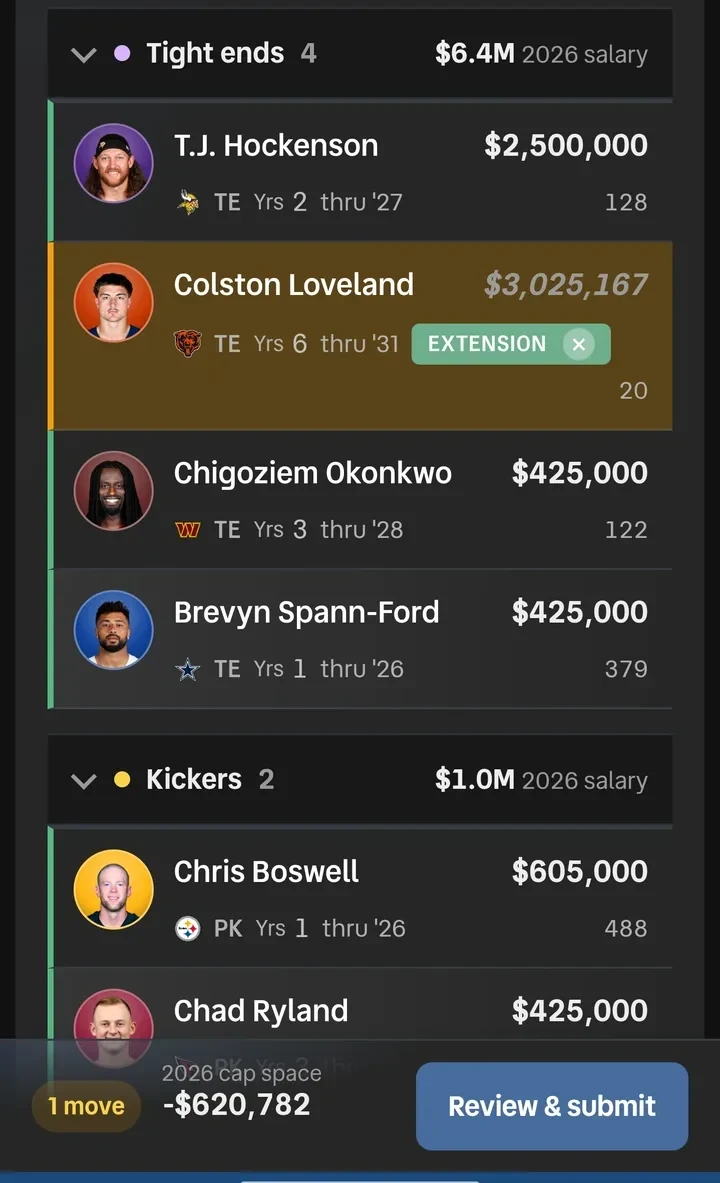 Tight ends 4 $6.4M 2026 salary
T.J. Hockenson $2,500,000
TE Yrs 2 thru '27 128
Colston Loveland $3,025,167
TE Yrs 6 thru '31 EXTENSION ×
20
Chigoziem Okonkwo $425,000
TE Yrs 3 thru '28 122
Brevyn Spann-Ford $425,000
TE Yrs 1 thru '26 379
Kickers 2 $1.0M 2026 salary
Chris Boswell $605,000
PK Yrs 1 thru '26 488
Chad Ryland $425,000
PK Yrs
2026 cap space
1 move -$620,782 Review & submit